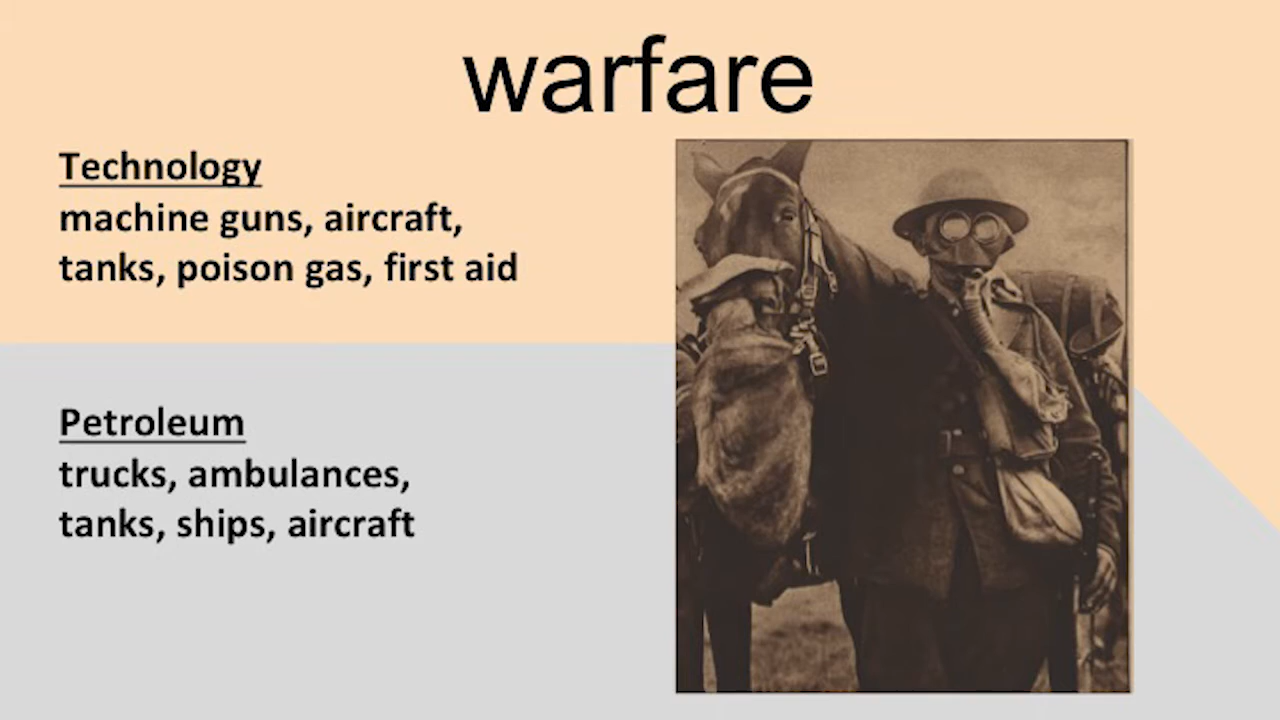 warfare
Technology
machine guns, aircraft,
tanks, poison gas, first aid
Petroleum
trucks, ambulances,
tanks, ships, aircraft